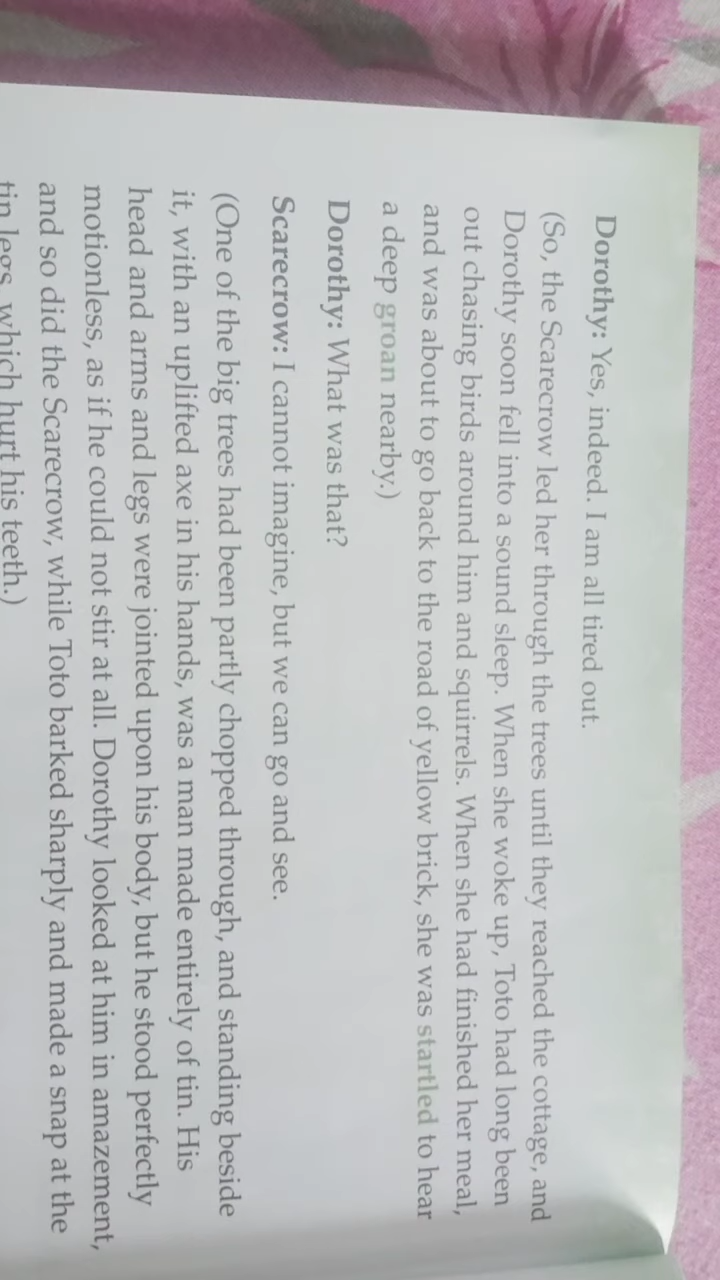 Dorothy: Yes, indeed. I am all tired out.
(So, the Scarecrow led her through the trees until they reached the cottage, and
Dorothy soon fell into a sound sleep. When she woke up, Toto had long been
out chasing birds around him and squirrels. When she had finished her meal,
and was about to go back to the road of yellow brick, she was startled to hear
a deep groan nearby.)
Dorothy: What was that?
Scarecrow: I cannot imagine, but we can go and see.
(One of the big trees had been partly chopped through, and standing beside
it, with an uplifted axe in his hands, was a man made entirely of tin. His
head and arms and legs were jointed upon his body, but he stood perfectly
motionless, as if he could not stir at all. Dorothy looked at him in amazement,
and so did the Scarecrow, while Toto barked sharply and made a snap at the
tin legs, which hurt his teeth.)